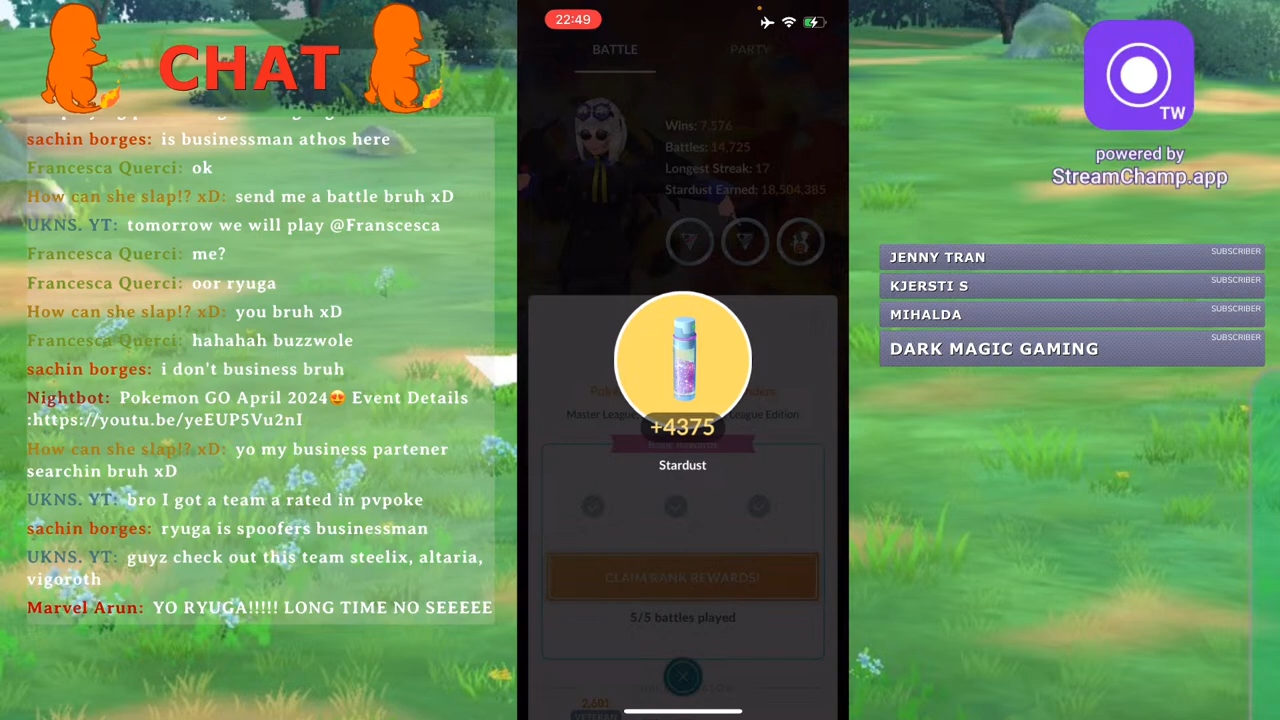 CHAT
sachin borges: is businessman athos here
Francesca Querci: ok
How can she slap!? xD: send me a battle bruh xD
UKNS. YT: tomorrow we will play @Franscesca
Francesca Querci: me?
Francesca Querci: oor ryuga
How can she slap!? xD: you bruh xD
Francesca Querci: hahahah buzzwole
sachin borges: i don't business bruh
Nightbot: Pokemon GO April 2024😍 Event Details
:https://youtu.be/yeEUP5Vu2nI
How can she slap!? xD: yo my business partener
searchin bruh xD
UKNS. YT: bro I got a team a rated in pvpoke
sachin borges: ryuga is spoofers businessman
UKNS. YT: guyz check out this team steelix, altaria,
vigoroth
Marvel Arun: YO RYUGA!!!!! LONG TIME NO SEEEEE
22:49
BATTLE
PARTY
Wins: 7,576
Battles: 14,725
Longest Streak: 17
Stardust Earned: 18,504,385
Master Leagu
League Edition
+4375
Stardust
CLAIM RANK REWARDS!
5/5 battles played
2,601
TW
powered by
StreamChamp.app
JENNY TRAN
SUBSCRIBER
KJERSTI S
SUBSCRIBER
MIHALDA
SUBSCRIBER
DARK MAGIC GAMING
SUBSCRIBER